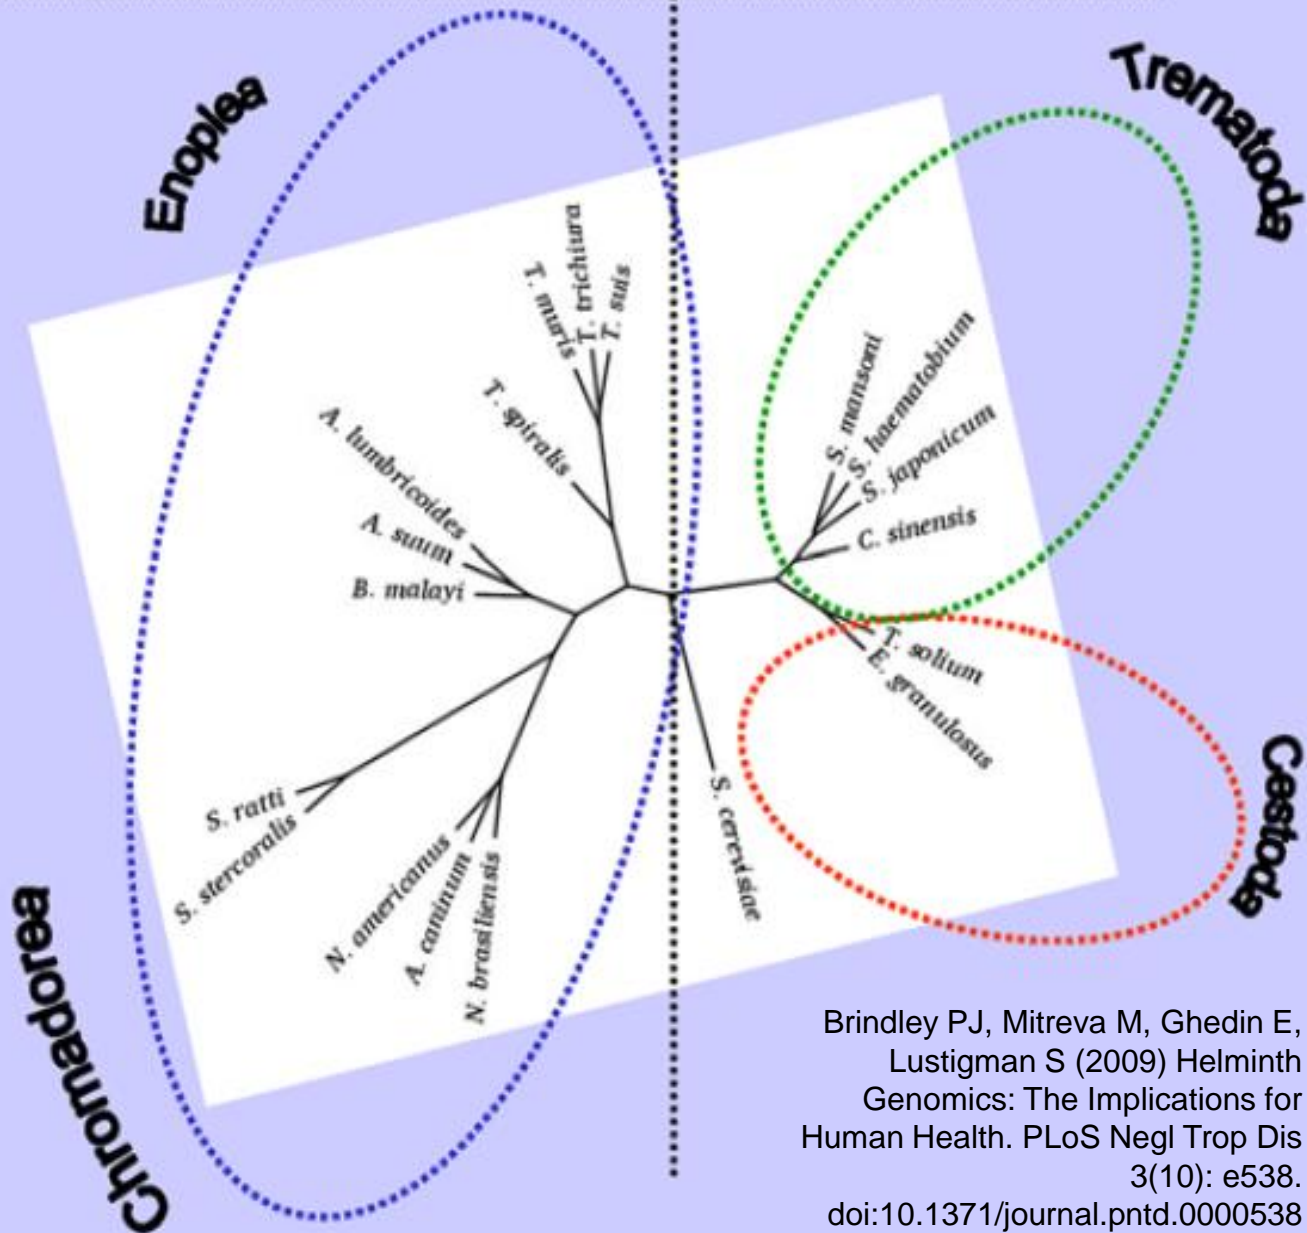 Enoplea
Trematoda
T. muris
T. trichiura
T. suis
T. spiralis
A. lumbricoides
A. suum
B. malayi
S. mansoni
S. haematobium
S. japonicum
C. sinensis
T. solium
E. granulosus
S. cerevisiae
S. ratti
S. stercoralis
N. americanus
A. caninum
N. brasiliensis
Chromadorea
Cestoda
Brindley PJ, Mitreva M, Ghedin E,
Lustigman S (2009) Helminth
Genomics: The Implications for
Human Health. PLoS Negl Trop Dis
3(10): e538.
doi:10.1371/journal.pntd.0000538